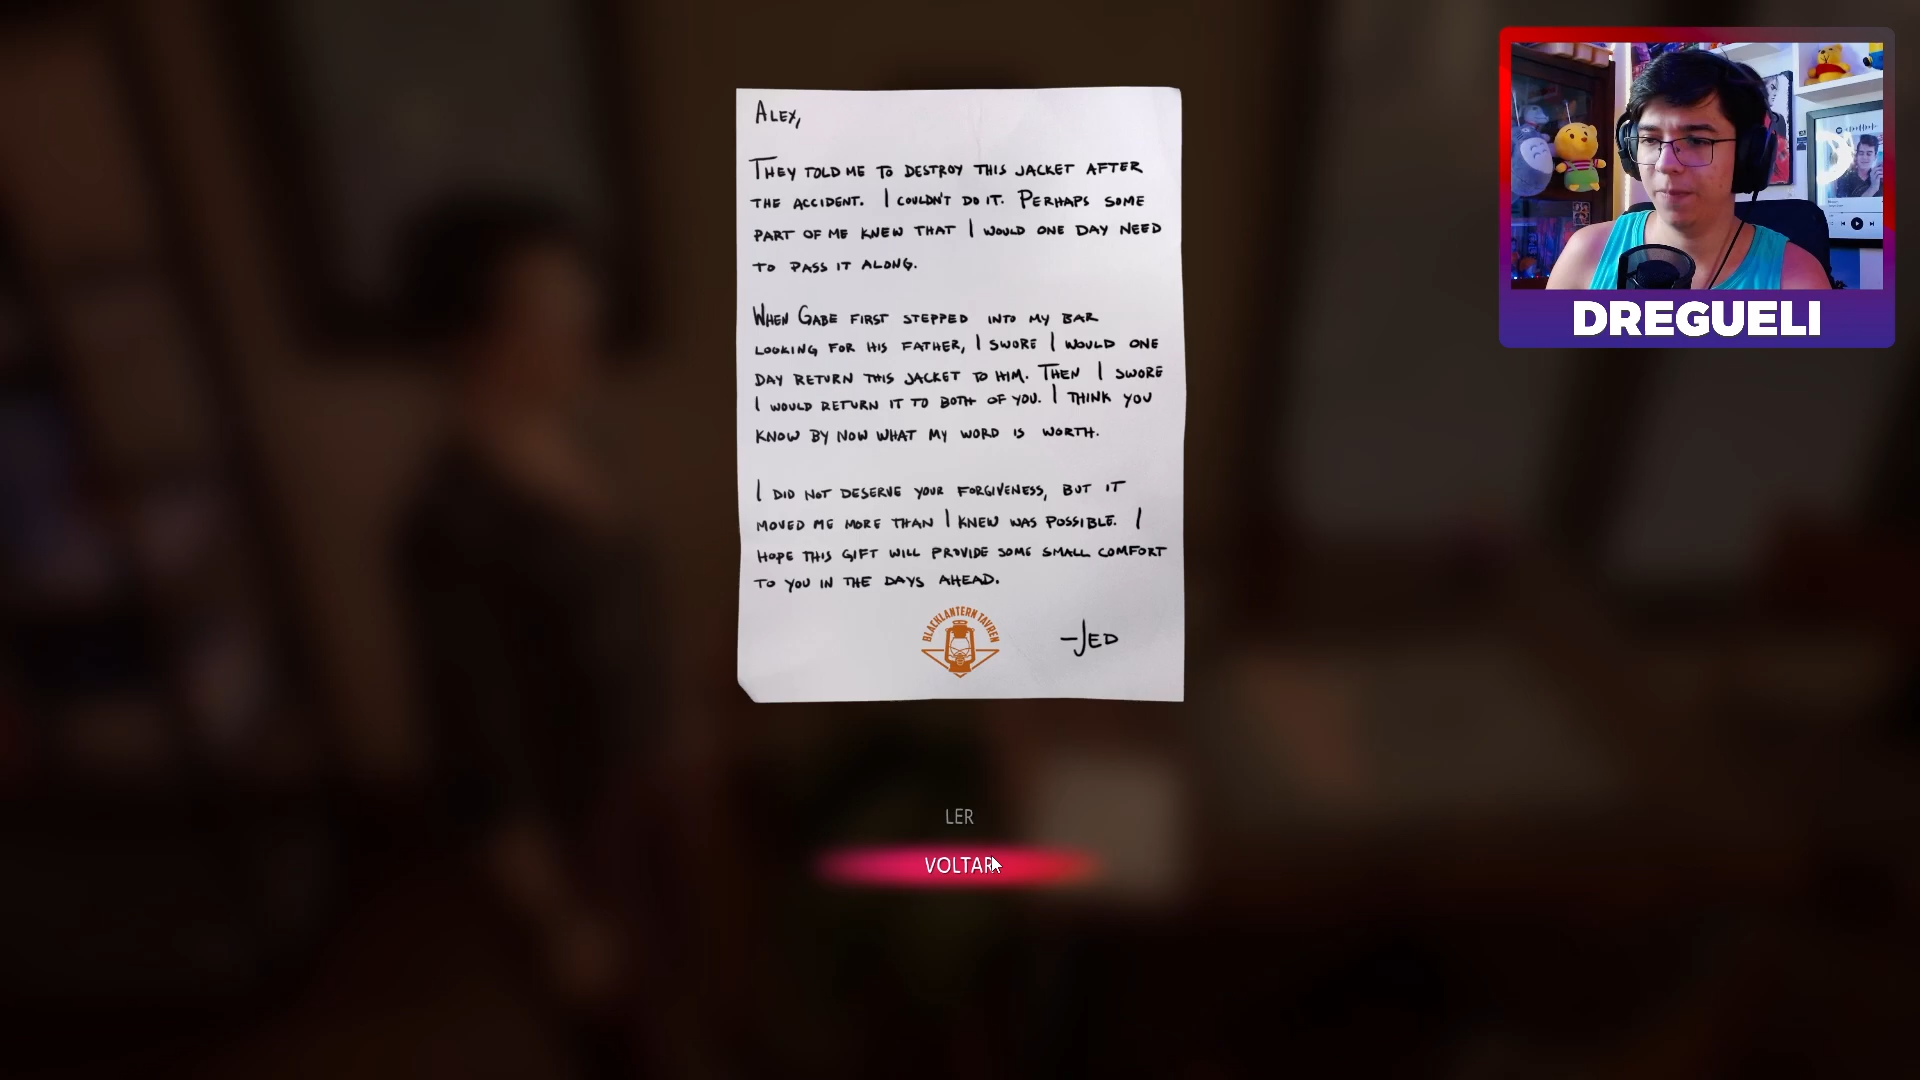 Alex,
They told me to destroy this jacket after
the accident. I couldn't do it. Perhaps some
part of me knew that I would one day need
to pass it along.
When Gabe first stepped into my bar
looking for his father, I swore I would one
day return this jacket to him. Then I swore
I would return it to both of you. I think you
know by now what my word is worth.
I did not deserve your forgiveness, but it
moved me more than I knew was possible. I
hope this gift will provide some small comfort
to you in the days ahead.
BLACKLANTERN TAVREN
-Jed
LER
VOLTAR
DREGUELI